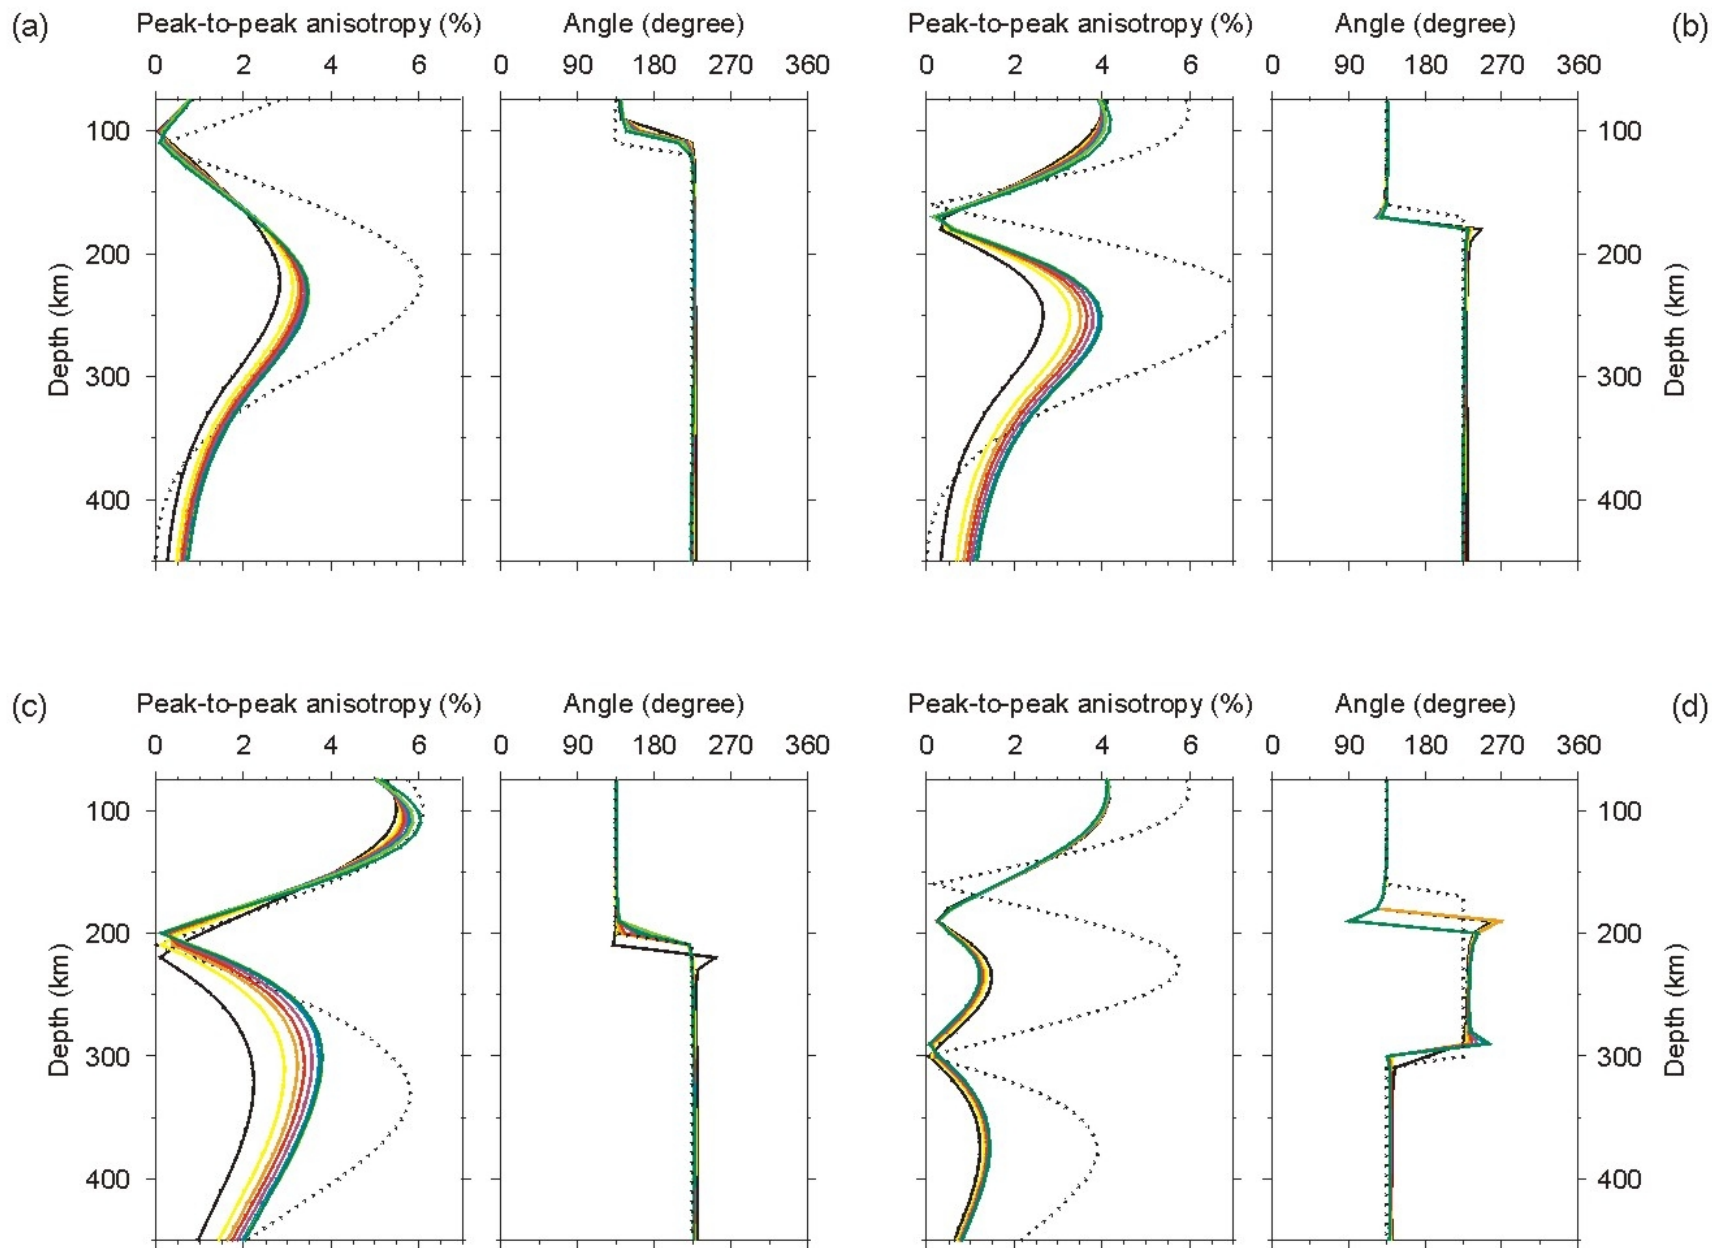 (a) Peak-to-peak anisotropy (%) Angle (degree) Peak-to-peak anisotropy (%) Angle (degree) (b)
0 2 4 6 0 90 180 270 360 0 2 4 6 0 90 180 270 360
100 100
200 200
Depth (km) Depth (km)
300 300
400 400
(c) Peak-to-peak anisotropy (%) Angle (degree) Peak-to-peak anisotropy (%) Angle (degree) (d)
0 2 4 6 0 90 180 270 360 0 2 4 6 0 90 180 270 360
100 100
200 200
Depth (km) Depth (km)
300 300
400 400